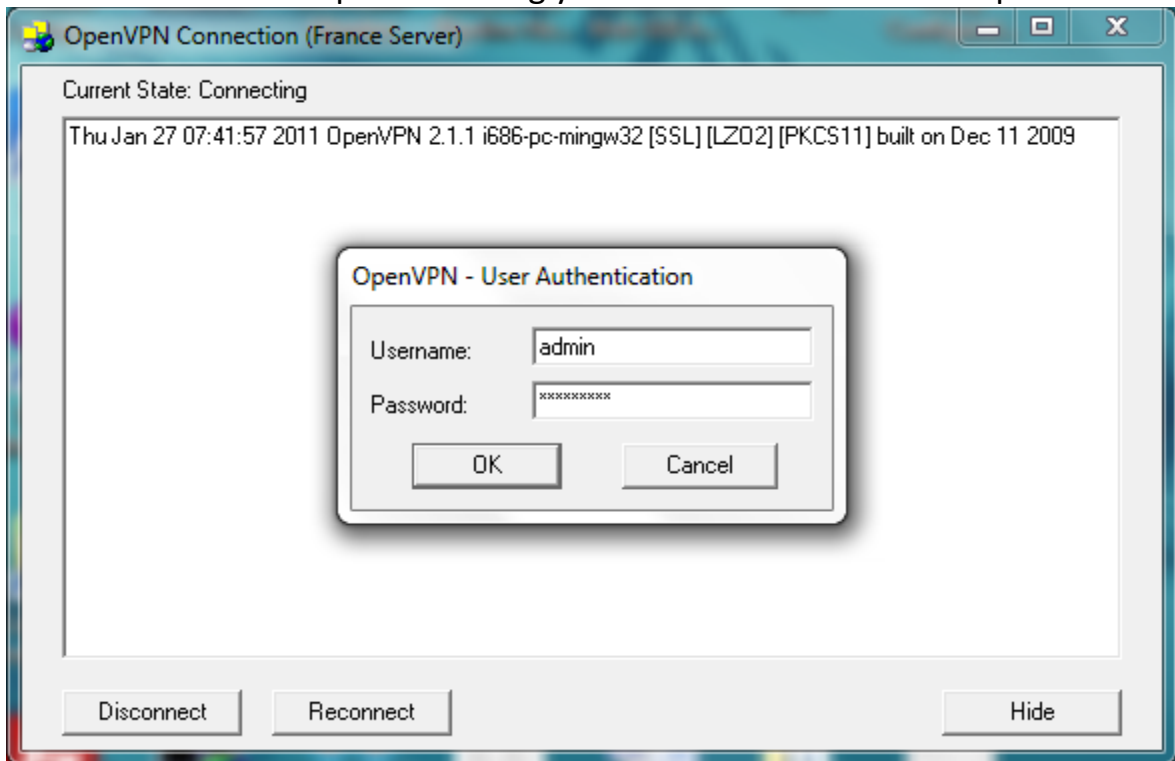 OpenVPN Connection (France Server)
Current State: Connecting
Thu Jan 27 07:41:57 2011 OpenVPN 2.1.1 i686-pc-mingw32 [SSL] [LZO2] [PKCS11] built on Dec 11 2009
OpenVPN - User Authentication
Username: admin
Password: *********
OK Cancel
Disconnect Reconnect Hide